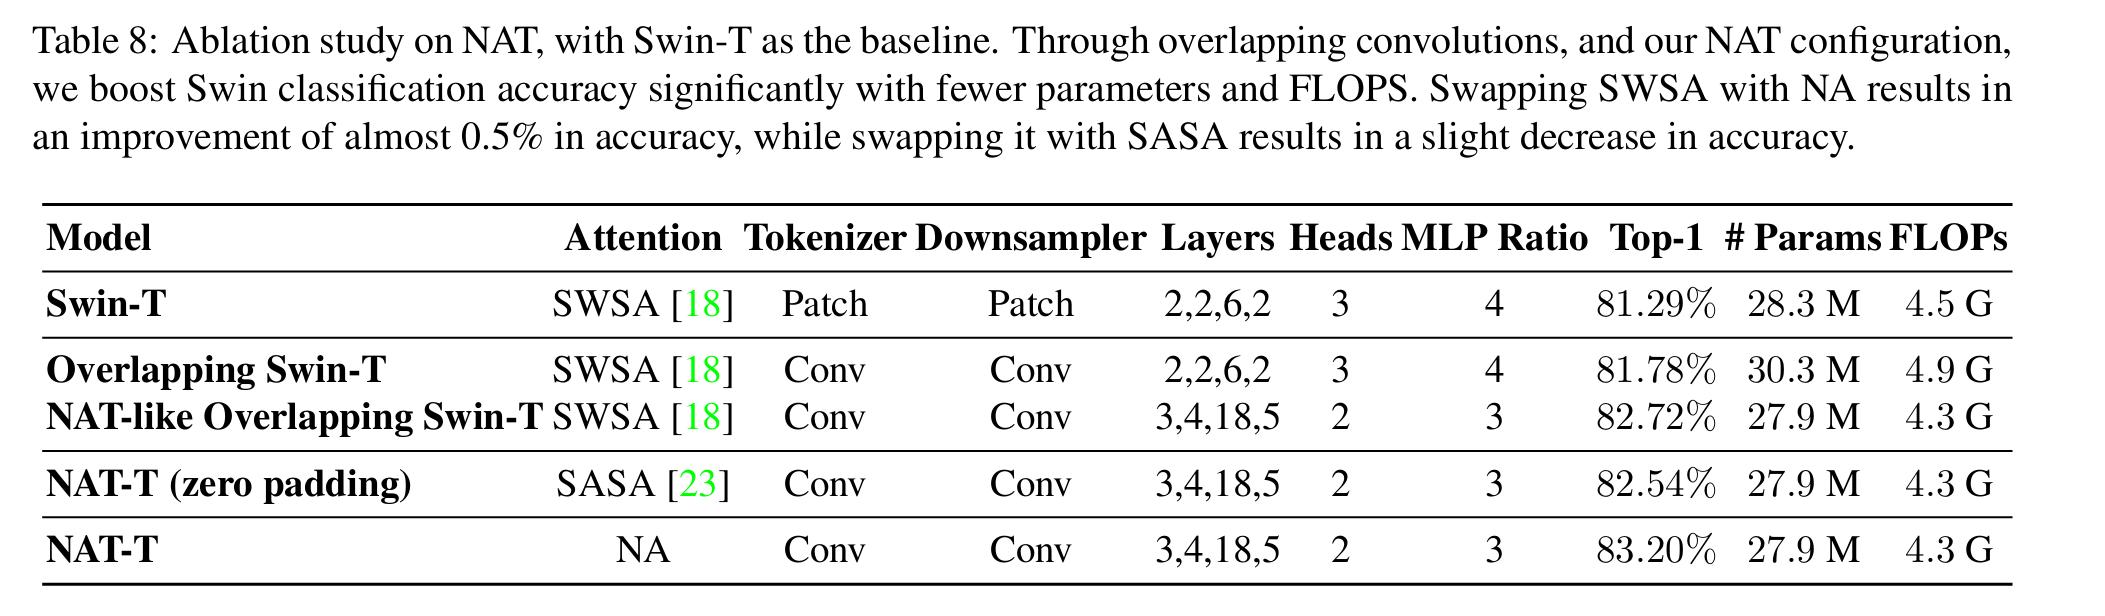 Table 8: Ablation study on NAT, with Swin-T as the baseline. Through overlapping convolutions, and our NAT configuration,
we boost Swin classification accuracy significantly with fewer parameters and FLOPS. Swapping SWSA with NA results in
an improvement of almost 0.5% in accuracy, while swapping it with SASA results in a slight decrease in accuracy.
Model Attention Tokenizer Downsampler Layers Heads MLP Ratio Top-1 # Params FLOPs
Swin-T SWSA [18] Patch Patch 2,2,6,2 3 4 81.29% 28.3 M 4.5 G
Overlapping Swin-T SWSA [18] Conv Conv 2,2,6,2 3 4 81.78% 30.3 M 4.9 G
NAT-like Overlapping Swin-T SWSA [18] Conv Conv 3,4,18,5 2 3 82.72% 27.9 M 4.3 G
NAT-T (zero padding) SASA [23] Conv Conv 3,4,18,5 2 3 82.54% 27.9 M 4.3 G
NAT-T NA Conv Conv 3,4,18,5 2 3 83.20% 27.9 M 4.3 G